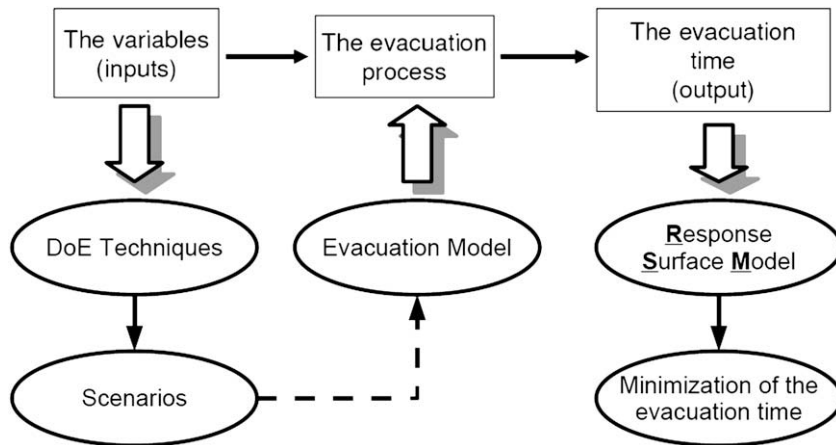 The variables
(inputs)
The evacuation
process
The evacuation
time
(output)
DoE Techniques
Evacuation Model
Response
Surface Model
Scenarios
Minimization of the
evacuation time